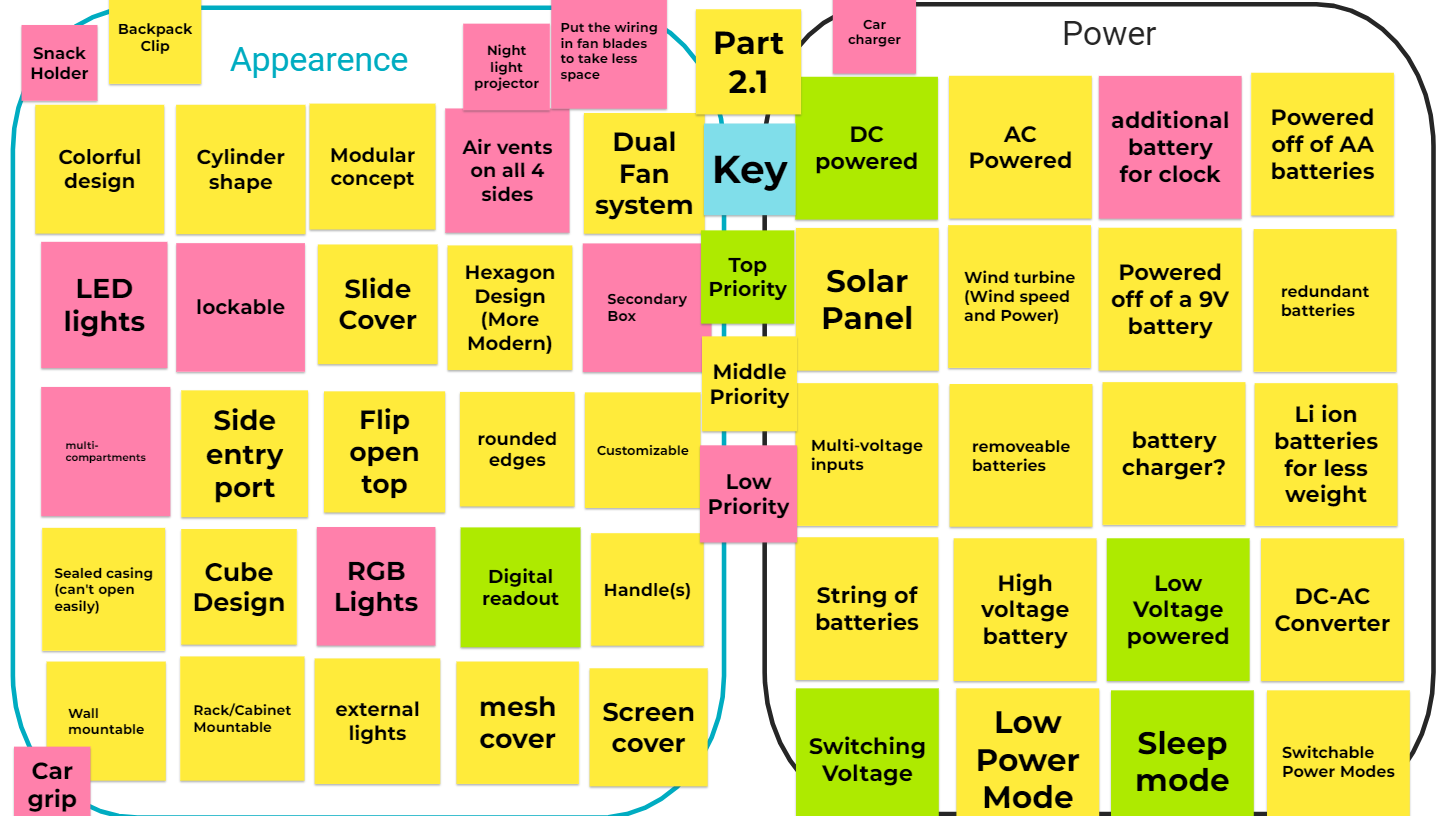 Appearence
Snack
Holder
Backpack
Clip
Night
light
projector
Put the wiring
in fan blades
to take less
space
Colorful
design
Cylinder
shape
Modular
concept
Air vents
on all 4
sides
Dual
Fan
system
LED
lights
lockable
Slide
Cover
Hexagon
Design
(More
Modern)
Secondary
Box
multi-
compartments
Side
entry
port
Flip
open
top
rounded
edges
Customizable
Sealed casing
(can't open
easily)
Cube
Design
RGB
Lights
Digital
readout
Handle(s)
Wall
mountable
Rack/Cabinet
Mountable
external
lights
mesh
cover
Screen
cover
Car
grip
Part
2.1
Key
Top
Priority
Middle
Priority
Low
Priority
Power
Car
charger
DC
powered
AC
Powered
additional
battery
for clock
Powered
off of AA
batteries
Solar
Panel
Wind turbine
(Wind speed
and Power)
Powered
off of a 9V
battery
redundant
batteries
Multi-voltage
inputs
removeable
batteries
battery
charger?
Li ion
batteries
for less
weight
String of
batteries
High
voltage
battery
Low
Voltage
powered
DC-AC
Converter
Switching
Voltage
Low
Power
Mode
Sleep
mode
Switchable
Power Modes